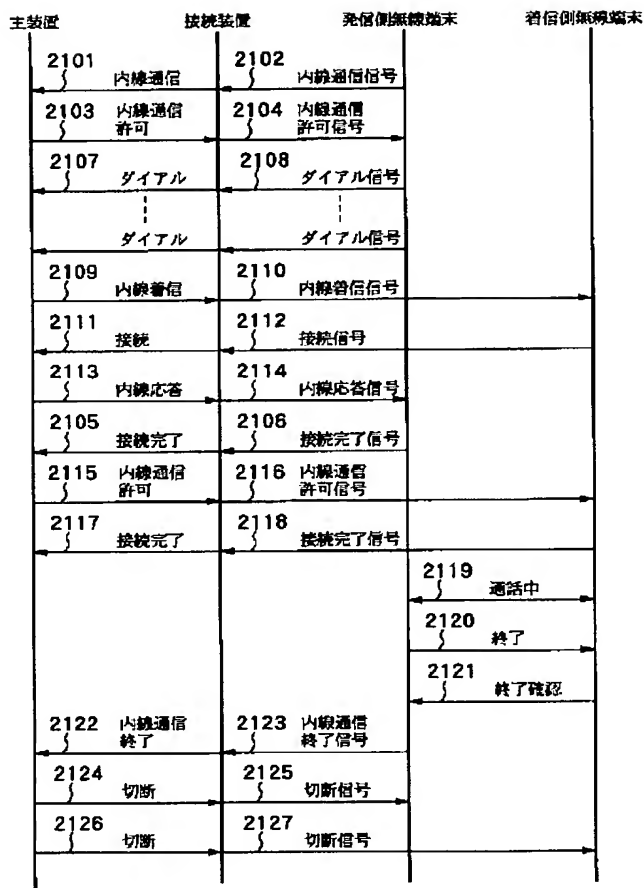 主装置 接続装置 発信側無線端末 着信側無線端末
2101 内線通信 2102 内線通信信号
2103 内線通信 2104 内線通信
許可 許可信号
2107 ダイアル 2108 ダイアル信号
ダイアル ダイアル信号
2109 内線着信 2110 内線着信信号
2111 接続 2112 接続信号
2113 内線応答 2114 内線応答信号
2105 接続完了 2106 接続完了信号
2115 内線通信 2116 内線通信
許可 許可信号
2117 接続完了 2118 接続完了信号
2119 通話中
2120 終了
2121 終了確認
2122 内線通信 2123 内線通信
終了 終了信号
2124 切断 2125 切断信号
2126 切断 2127 切断信号